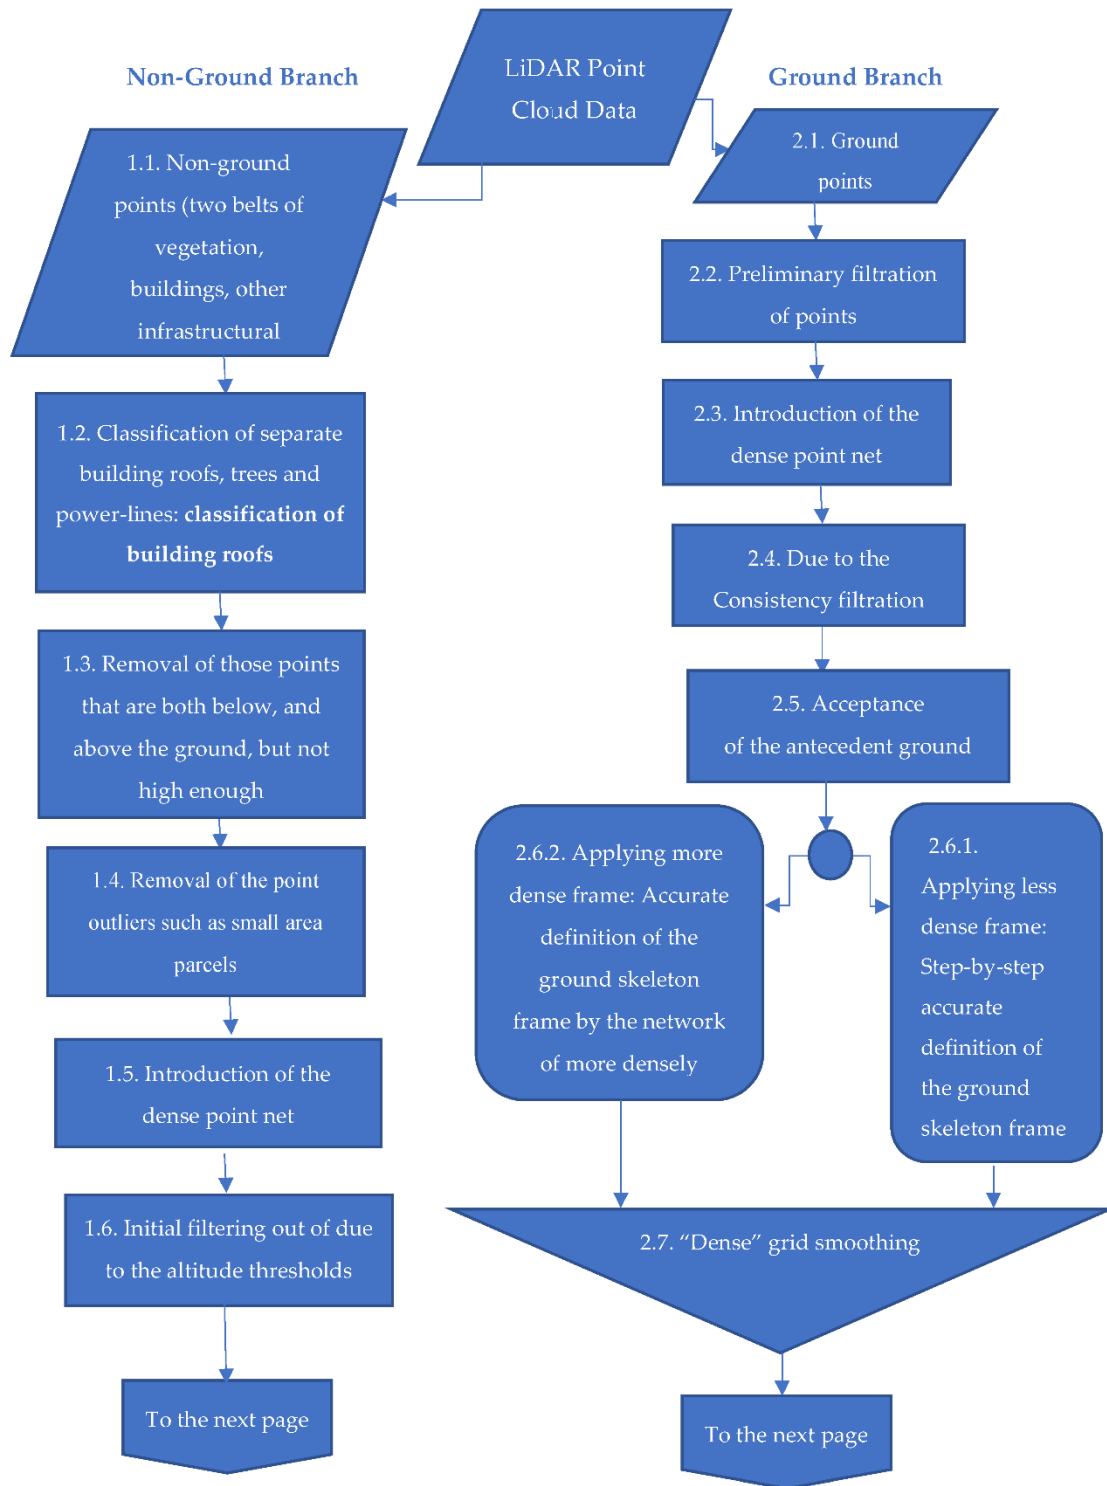 LiDAR Point
Cloud Data
Non-Ground Branch
1.1. Non-ground
points (two belts of
vegetation,
buildings, other
infrastructural
1.2. Classification of separate
building roofs, trees and
power-lines: classification of
building roofs
1.3. Removal of those points
that are both below, and
above the ground, but not
high enough
1.4. Removal of the point
outliers such as small area
parcels
1.5. Introduction of the
dense point net
1.6. Initial filtering out of due
to the altitude thresholds
To the next page
Ground Branch
2.1. Ground
points
2.2. Preliminary filtration
of points
2.3. Introduction of the
dense point net
2.4. Due to the
Consistency filtration
2.5. Acceptance
of the antecedent ground
2.6.2. Applying more
dense frame: Accurate
definition of the
ground skeleton
frame by the network
of more densely
2.6.1.
Applying less
dense frame:
Step-by-step
accurate
definition of
the ground
skeleton frame
2.7. “Dense” grid smoothing
To the next page